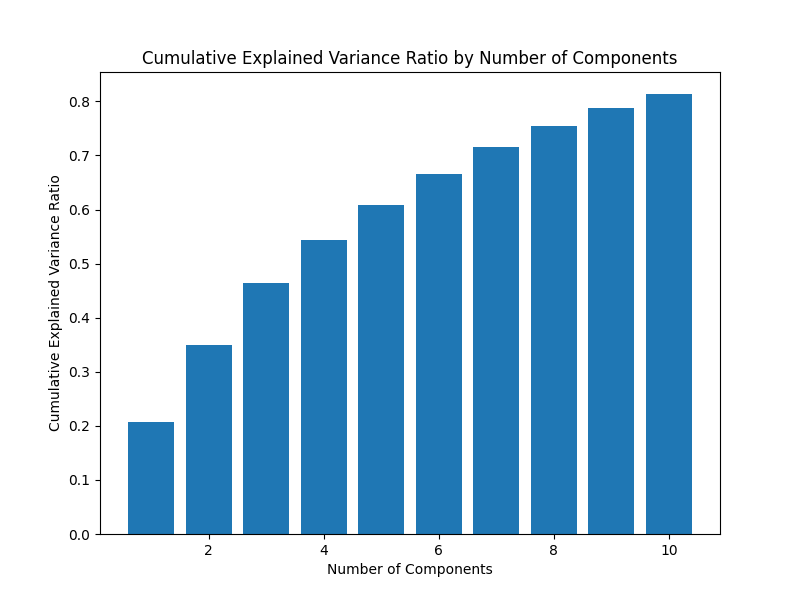 Cumulative Explained Variance Ratio by Number of Components
Cumulative Explained Variance Ratio
0.8
0.7
0.6
0.5
0.4
0.3
0.2
0.1
0.0
2 4 6 8 10
Number of Components